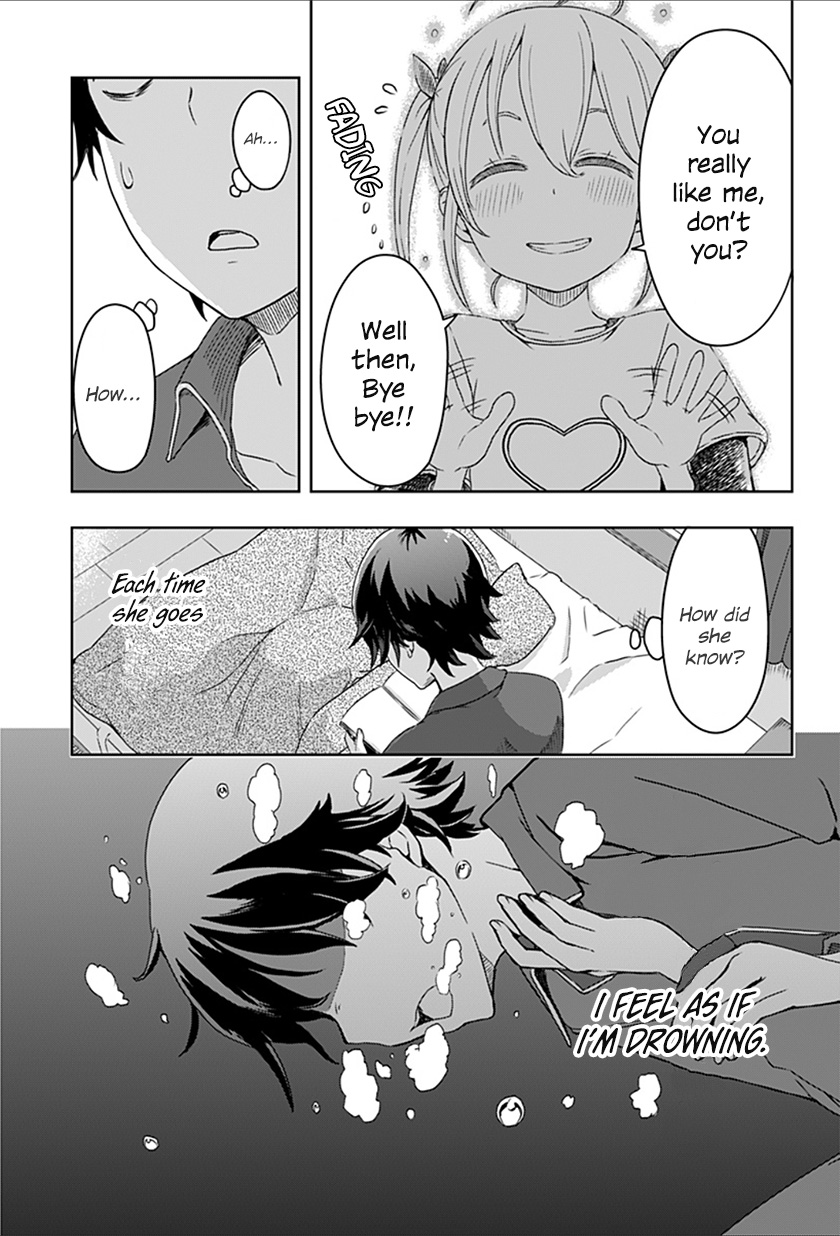 You
really
like me,
don't
you?
FADING
Well
then,
Bye
bye!!
Ah...
How...
How did
she
know?
Each time
she goes
I FEEL AS IF
I'M DROWNING.